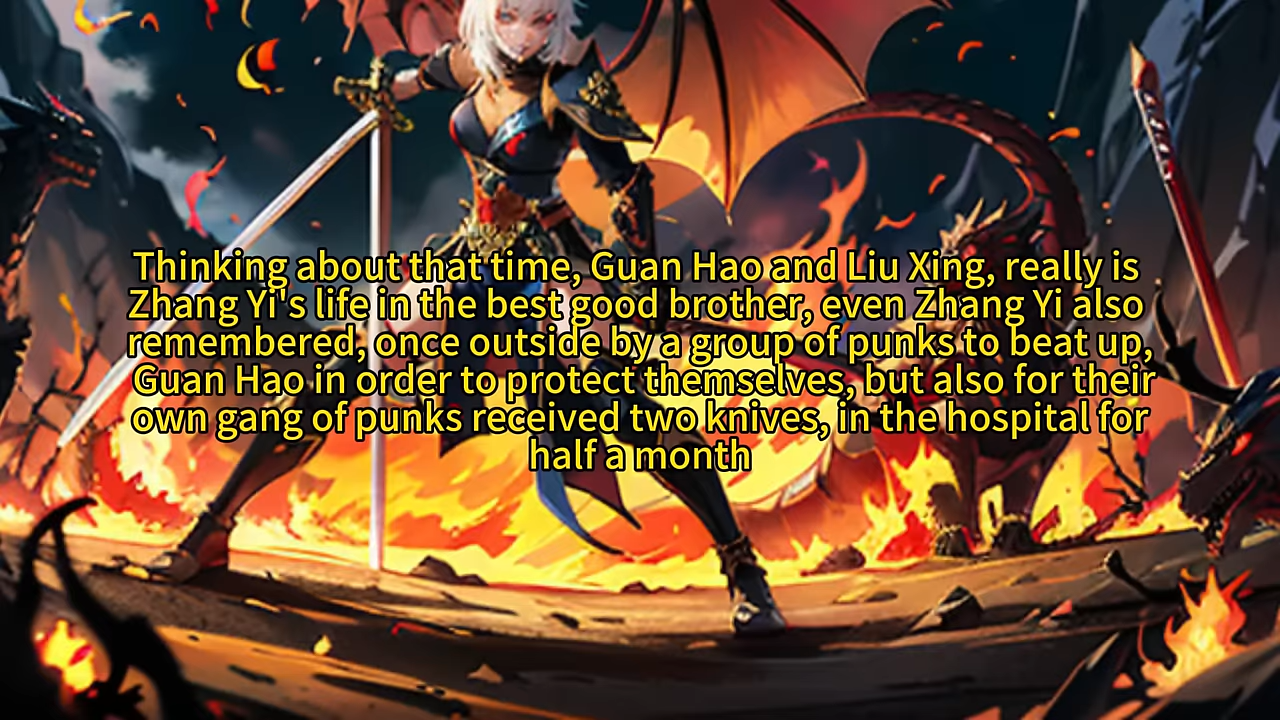 Thinking about that time, Guan Hao and Liu Xing, really is
Zhang Yi's life in the best good brother, even Zhang Yi also
remembered, once outside by a group of punks to beat up,
Guan Hao in order to protect themselves, but also for their
own gang of punks received two knives, in the hospital for
half a month